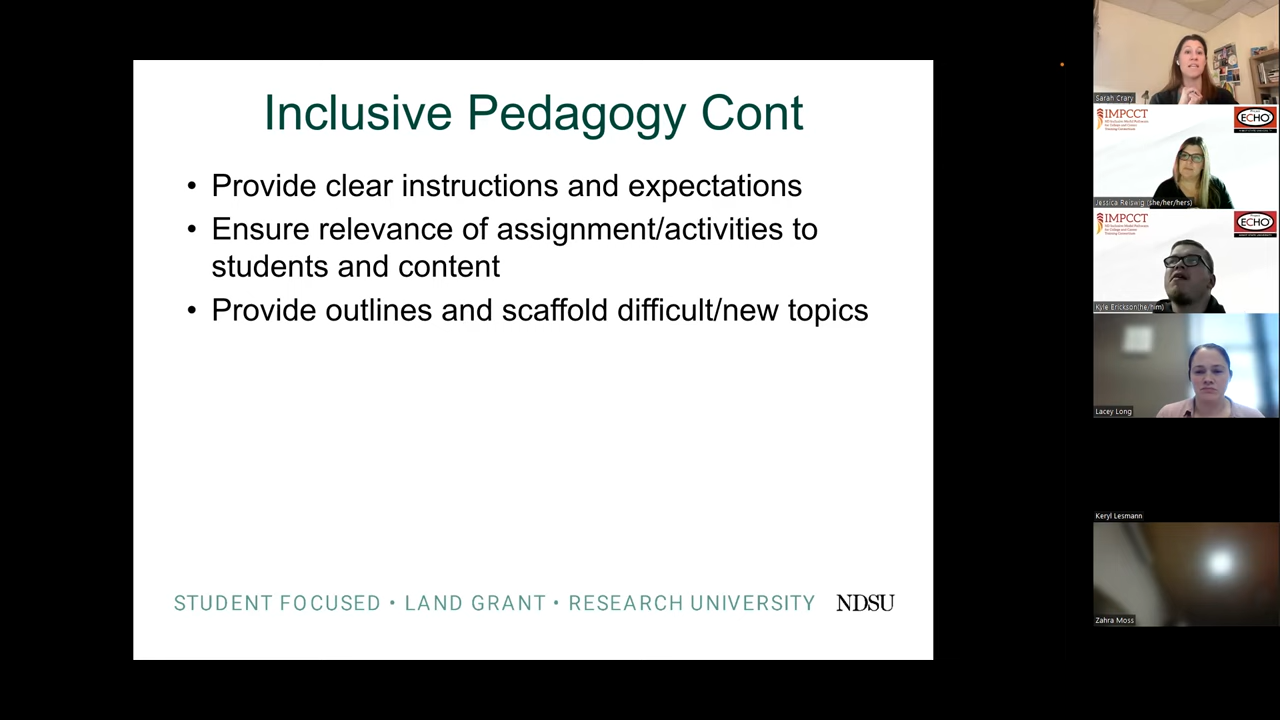 Inclusive Pedagogy Cont
• Provide clear instructions and expectations
• Ensure relevance of assignment/activities to
students and content
• Provide outlines and scaffold difficult/new topics
STUDENT FOCUSED • LAND GRANT • RESEARCH UNIVERSITY NDSU
Sarah Crary
IMPCCT
ECHO
Jessica Reiswig (she/her/hers)
IMPCCT
ECHO
Kyle Erickson(he/him)
Lacey Long
Keryl Lesmann
Zahra Moss